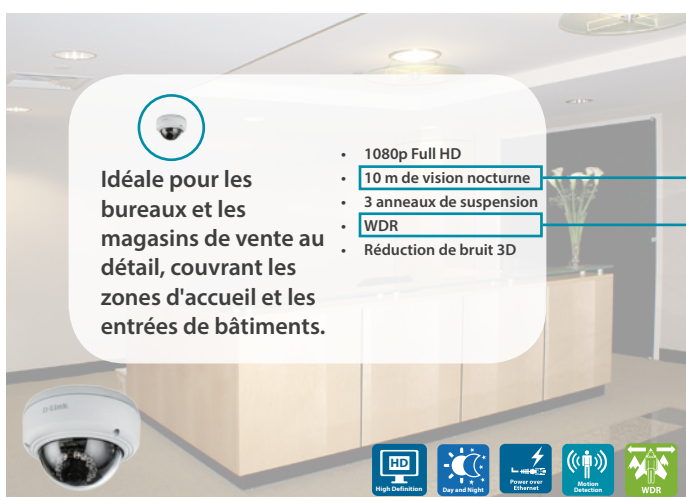 Idéale pour les
bureaux et les
magasins de vente au
détail, couvrant les
zones d'accueil et les
entrées de bâtiments.
• 1080p Full HD
• 10 m de vision nocturne
• 3 anneaux de suspension
• WDR
• Réduction de bruit 3D
D-Link
HD
High Definition
Day and Night
Power over
Ethernet
Motion
Detection
WDR